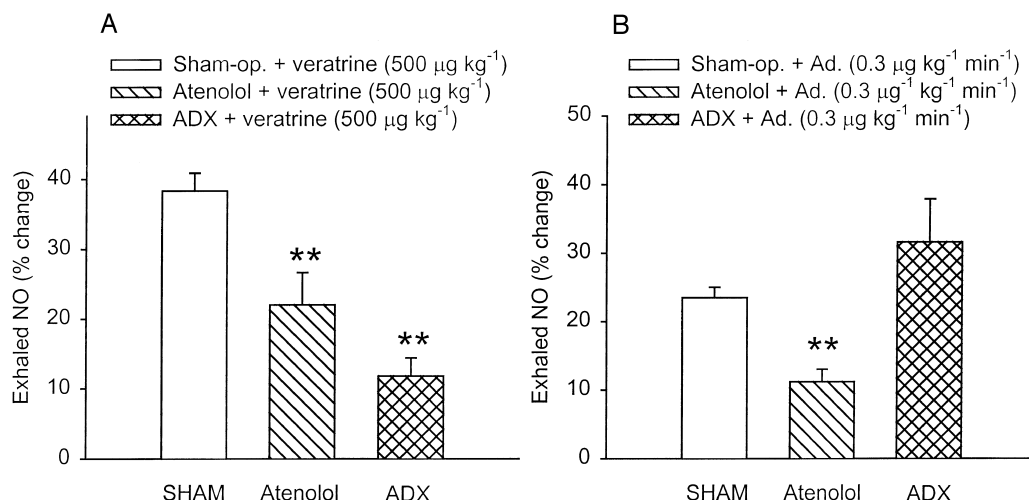 A
Sham-op. + veratrine (500 μg kg⁻¹)
Atenolol + veratrine (500 μg kg⁻¹)
ADX + veratrine (500 μg kg⁻¹)
Exhaled NO (% change)
40
30
20
10
0
**
**
SHAM Atenolol ADX
B
Sham-op. + Ad. (0.3 μg kg⁻¹ min⁻¹)
Atenolol + Ad. (0.3 μg⁻¹ kg⁻¹ min⁻¹)
ADX + Ad. (0.3 μg kg⁻¹ min⁻¹)
Exhaled NO (% change)
50
40
30
20
10
0
**
SHAM Atenolol ADX